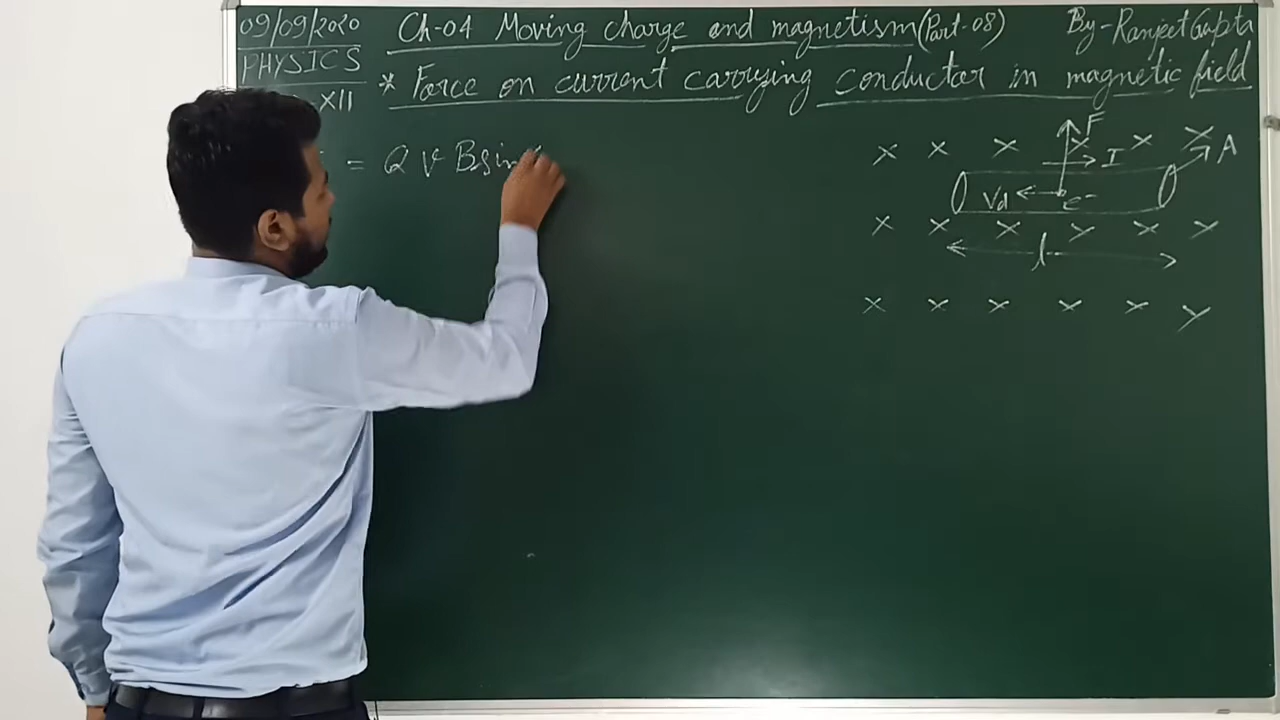 09/09/2020 Ch-04 Moving charge and magnetism (Part-08) By-Ranjeet Gupta
PHYSICS
XII * Force on current carrying conductor in magnetic field
= Q v B sin
F
I
A
Vd e-
l